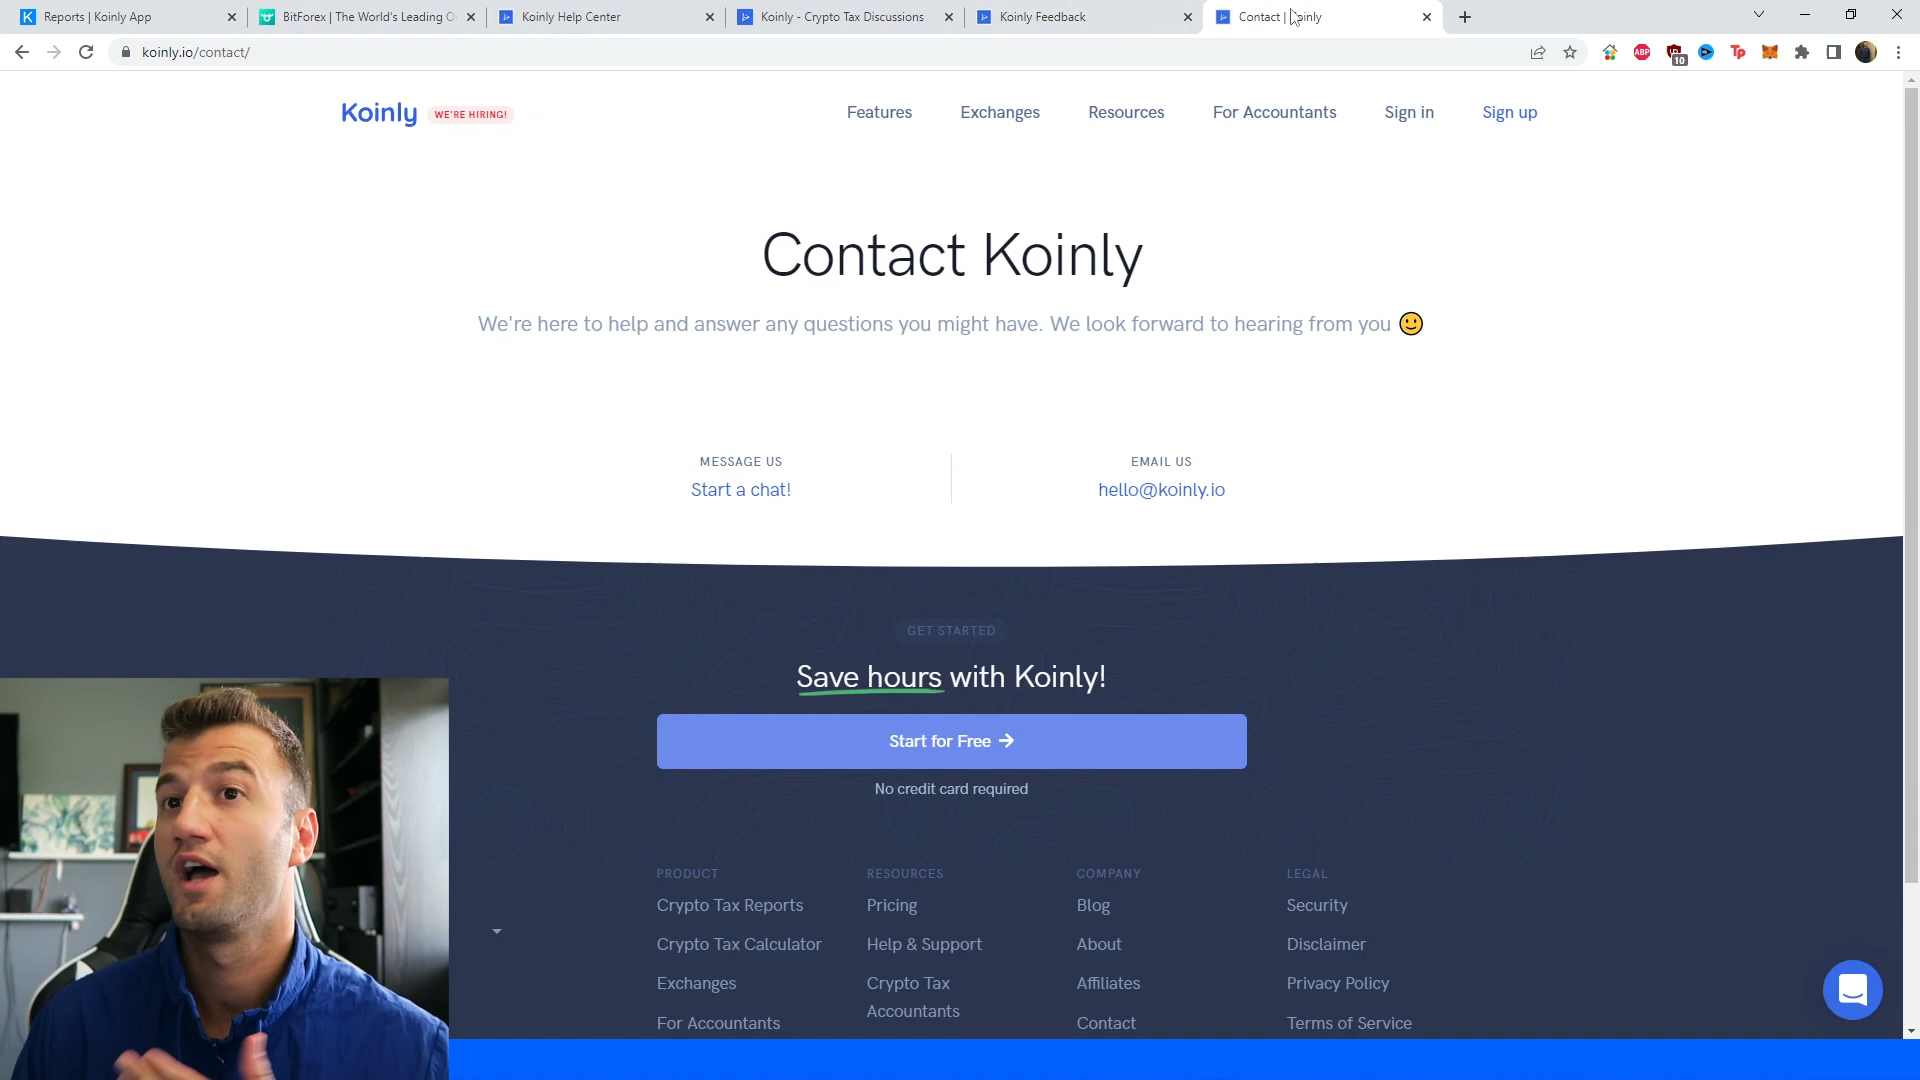 Reports | Koinly App
BitForex | The World's Leading O
Koinly Help Center
Koinly - Crypto Tax Discussions
Koinly Feedback
Contact | Koinly
koinly.io/contact/
ABP
10
Tp
Koinly
WE'RE HIRING!
Features
Exchanges
Resources
For Accountants
Sign in
Sign up
Contact Koinly
We're here to help and answer any questions you might have. We look forward to hearing from you
MESSAGE US
Start a chat!
EMAIL US
hello@koinly.io
GET STARTED
Save hours with Koinly!
Start for Free →
No credit card required
PRODUCT
Crypto Tax Reports
Crypto Tax Calculator
Exchanges
For Accountants
RESOURCES
Pricing
Help & Support
Crypto Tax
Accountants
COMPANY
Blog
About
Affiliates
Contact
LEGAL
Security
Disclaimer
Privacy Policy
Terms of Service